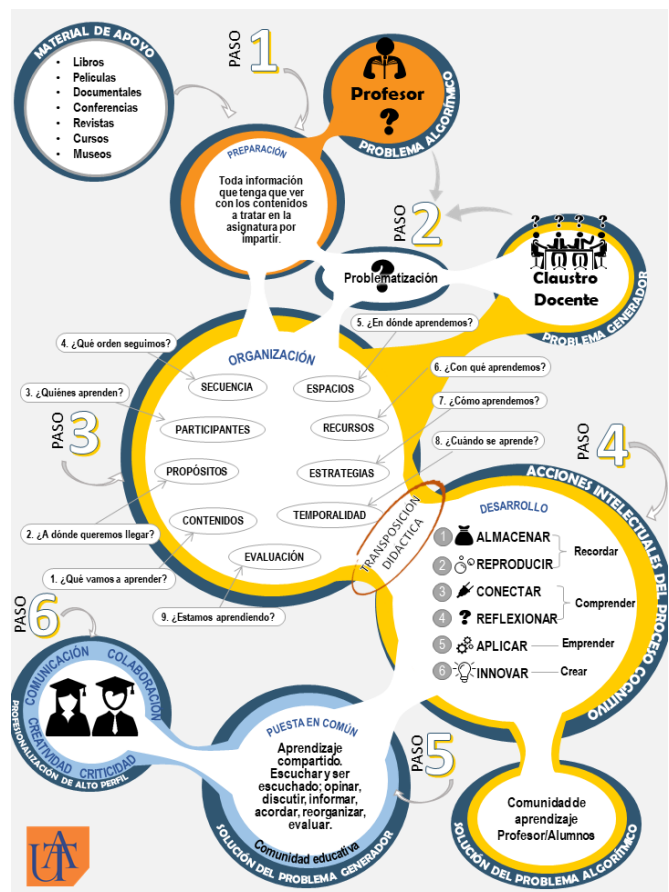 MATERIAL DE APOYO
• Libros
• Peliculas
• Documentales
• Conferencias
• Revistas
• Cursos
• Museos
PASO 1
Profesor
?
PROBLEMA ALGORÍTMICO
PREPARACIÓN
Toda información
que tenga que ver
con los contenidos
a tratar en la
asignatura por
impartir.
PASO 2
?
Problematización
? ? ? ?
Claustro
Docente
PROBLEMA GENERADOR
PASO 3
ORGANIZACIÓN
4. ¿Qué orden seguimos?
SECUENCIA
3. ¿Quiénes aprenden?
PARTICIPANTES
PROPÓSITOS
2. ¿A dónde queremos llegar?
CONTENIDOS
1. ¿Qué vamos a aprender?
EVALUACIÓN
9. ¿Estamos aprendiendo?
5. ¿En dónde aprendemos?
ESPACIOS
6. ¿Con qué aprendemos?
RECURSOS
7. ¿Cómo aprendemos?
ESTRATEGIAS
8. ¿Cuándo se aprende?
TEMPORALIDAD
TRANSPOSICION
DIDÁCTICA
PASO 4
ACCIONES INTELECTUALES DEL PROCESO COGNITIVO
DESARROLLO
1 ALMACENAR
2 REPRODUCIR
Recordar
3 CONECTAR
4 ? REFLEXIONAR
Comprender
5 APLICAR Emprender
6 INNOVAR Crear
Comunidad de
aprendizaje
Profesor/Alumnos
SOLUCIÓN DEL PROBLEMA ALGORÍTMICO
PASO 5
PUESTA EN COMÚN
Aprendizaje
compartido.
Escuchar y ser
escuchado; opinar,
discutir, informar,
acordar, reorganizar,
evaluar.
Comunidad educativa
SOLUCIÓN DEL PROBLEMA GENERADOR
PASO 6
COMUNICACIÓN COLABORACIÓN
CREATIVIDAD CRITICIDAD
PROFESIONALIZACIÓN DE ALTO PERFIL
UAT